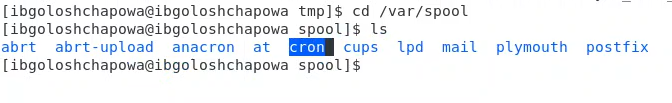 [ibgoloshchapowa@ibgoloshchapowa tmp]$ cd /var/spool
[ibgoloshchapowa@ibgoloshchapowa spool]$ ls
abrt  abrt-upload  anacron  at  cron  cups  lpd  mail  plymouth  postfix
[ibgoloshchapowa@ibgoloshchapowa spool]$